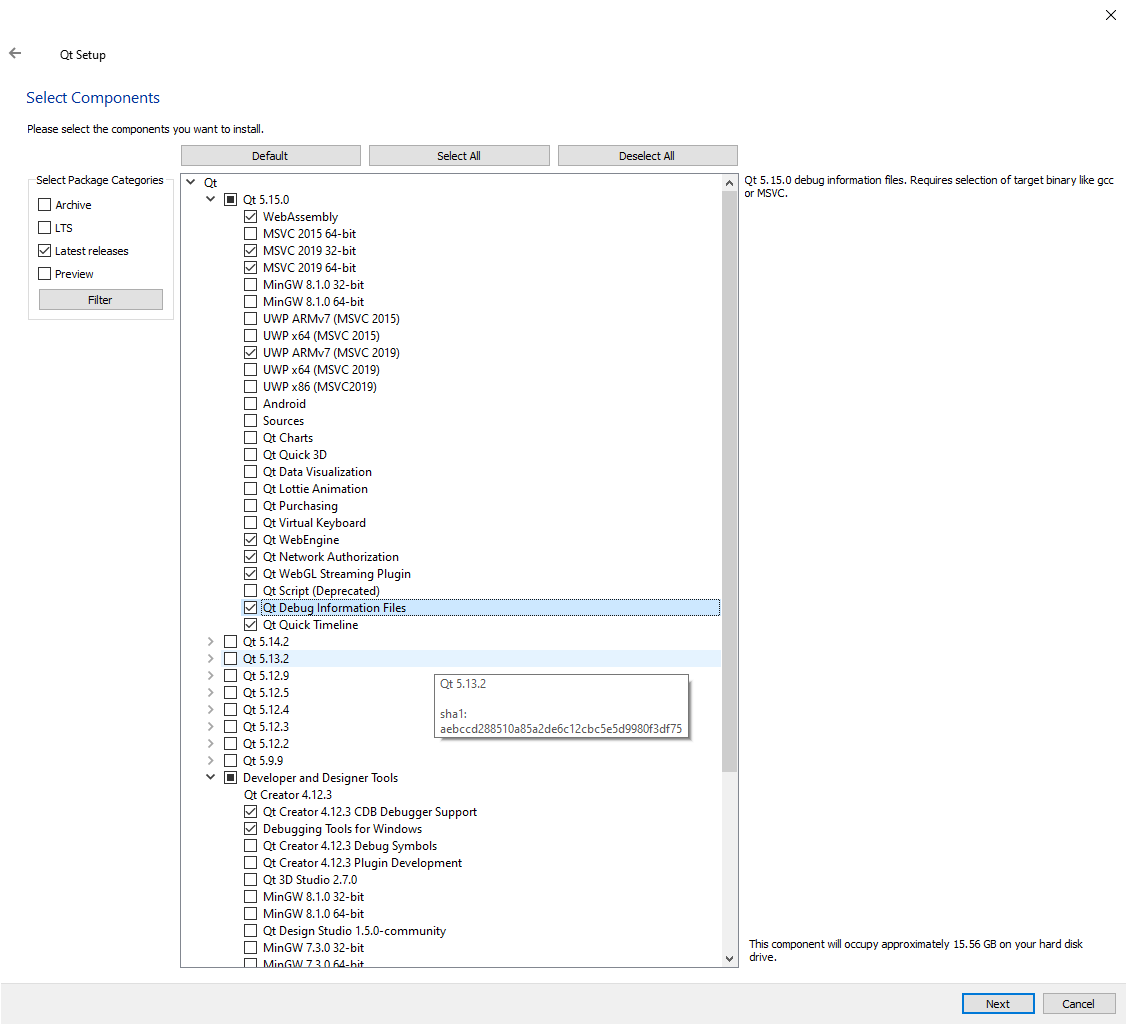 Qt Setup
Select Components
Please select the components you want to install.
Default
Select All
Deselect All
Select Package Categories
Archive
LTS
Latest releases
Preview
Filter
Qt
Qt 5.15.0
WebAssembly
MSVC 2015 64-bit
MSVC 2019 32-bit
MSVC 2019 64-bit
MinGW 8.1.0 32-bit
MinGW 8.1.0 64-bit
UWP ARMv7 (MSVC 2015)
UWP x64 (MSVC 2015)
UWP ARMv7 (MSVC 2019)
UWP x64 (MSVC 2019)
UWP x86 (MSVC2019)
Android
Sources
Qt Charts
Qt Quick 3D
Qt Data Visualization
Qt Lottie Animation
Qt Purchasing
Qt Virtual Keyboard
Qt WebEngine
Qt Network Authorization
Qt WebGL Streaming Plugin
Qt Script (Deprecated)
Qt Debug Information Files
Qt Quick Timeline
Qt 5.14.2
Qt 5.13.2
Qt 5.12.9
Qt 5.12.5
Qt 5.12.4
Qt 5.12.3
Qt 5.12.2
Qt 5.9.9
Qt 5.13.2
sha1:
aebccd288510a85a2de6c12cbc5e5d9980f3df75
Developer and Designer Tools
Qt Creator 4.12.3
Qt Creator 4.12.3 CDB Debugger Support
Debugging Tools for Windows
Qt Creator 4.12.3 Debug Symbols
Qt Creator 4.12.3 Plugin Development
Qt 3D Studio 2.7.0
MinGW 8.1.0 32-bit
MinGW 8.1.0 64-bit
Qt Design Studio 1.5.0-community
MinGW 7.3.0 32-bit
MinGW 7.3.0 64-bit
Qt 5.15.0 debug information files. Requires selection of target binary like gcc
or MSVC.
This component will occupy approximately 15.56 GB on your hard disk
drive.
Next
Cancel